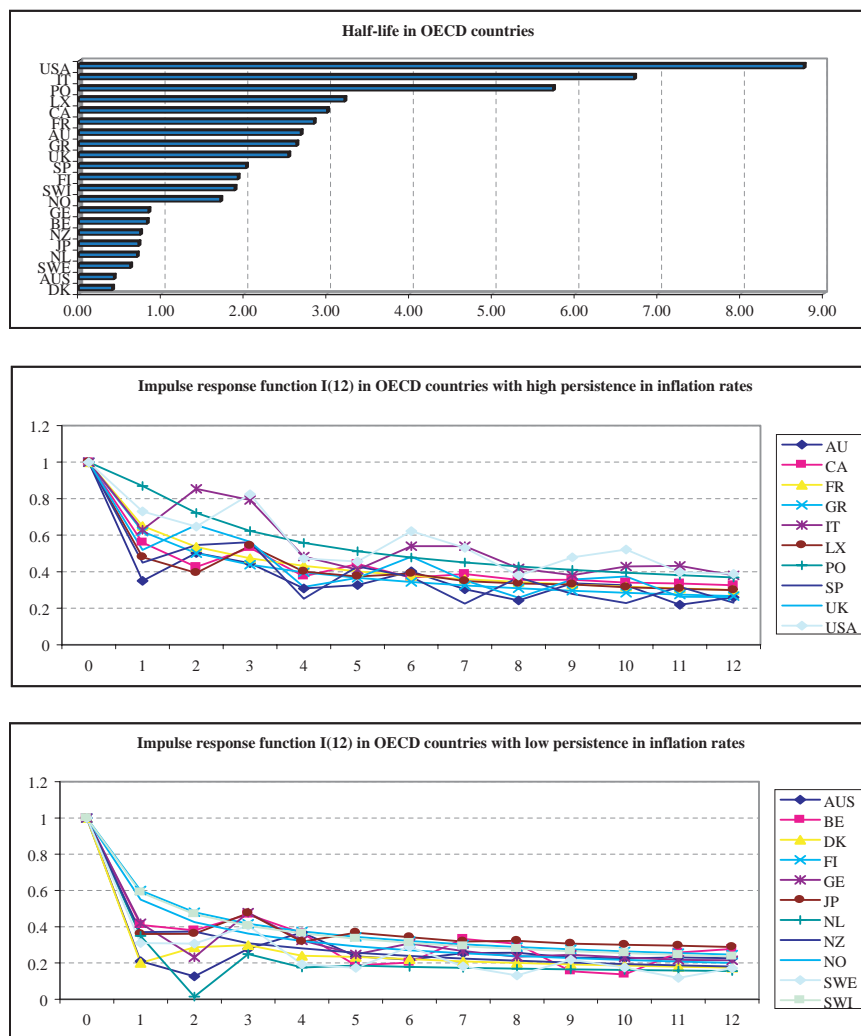 Half-life in OECD countries
USA
IT
PO
LX
CA
FR
AU
GR
UK
SP
FI
SWI
NO
GE
BE
NZ
JP
NL
SWE
AUS
DK
0.00 1.00 2.00 3.00 4.00 5.00 6.00 7.00 8.00 9.00
Impulse response function I(12) in OECD countries with high persistence in inflation rates
1.2
1
0.8
0.6
0.4
0.2
0
0 1 2 3 4 5 6 7 8 9 10 11 12
AU
CA
FR
GR
IT
LX
PO
SP
UK
USA
Impulse response function I(12) in OECD countries with low persistence in inflation rates
1.2
1
0.8
0.6
0.4
0.2
0
0 1 2 3 4 5 6 7 8 9 10 11 12
AUS
BE
DK
FI
GE
JP
NL
NZ
NO
SWE
SWI